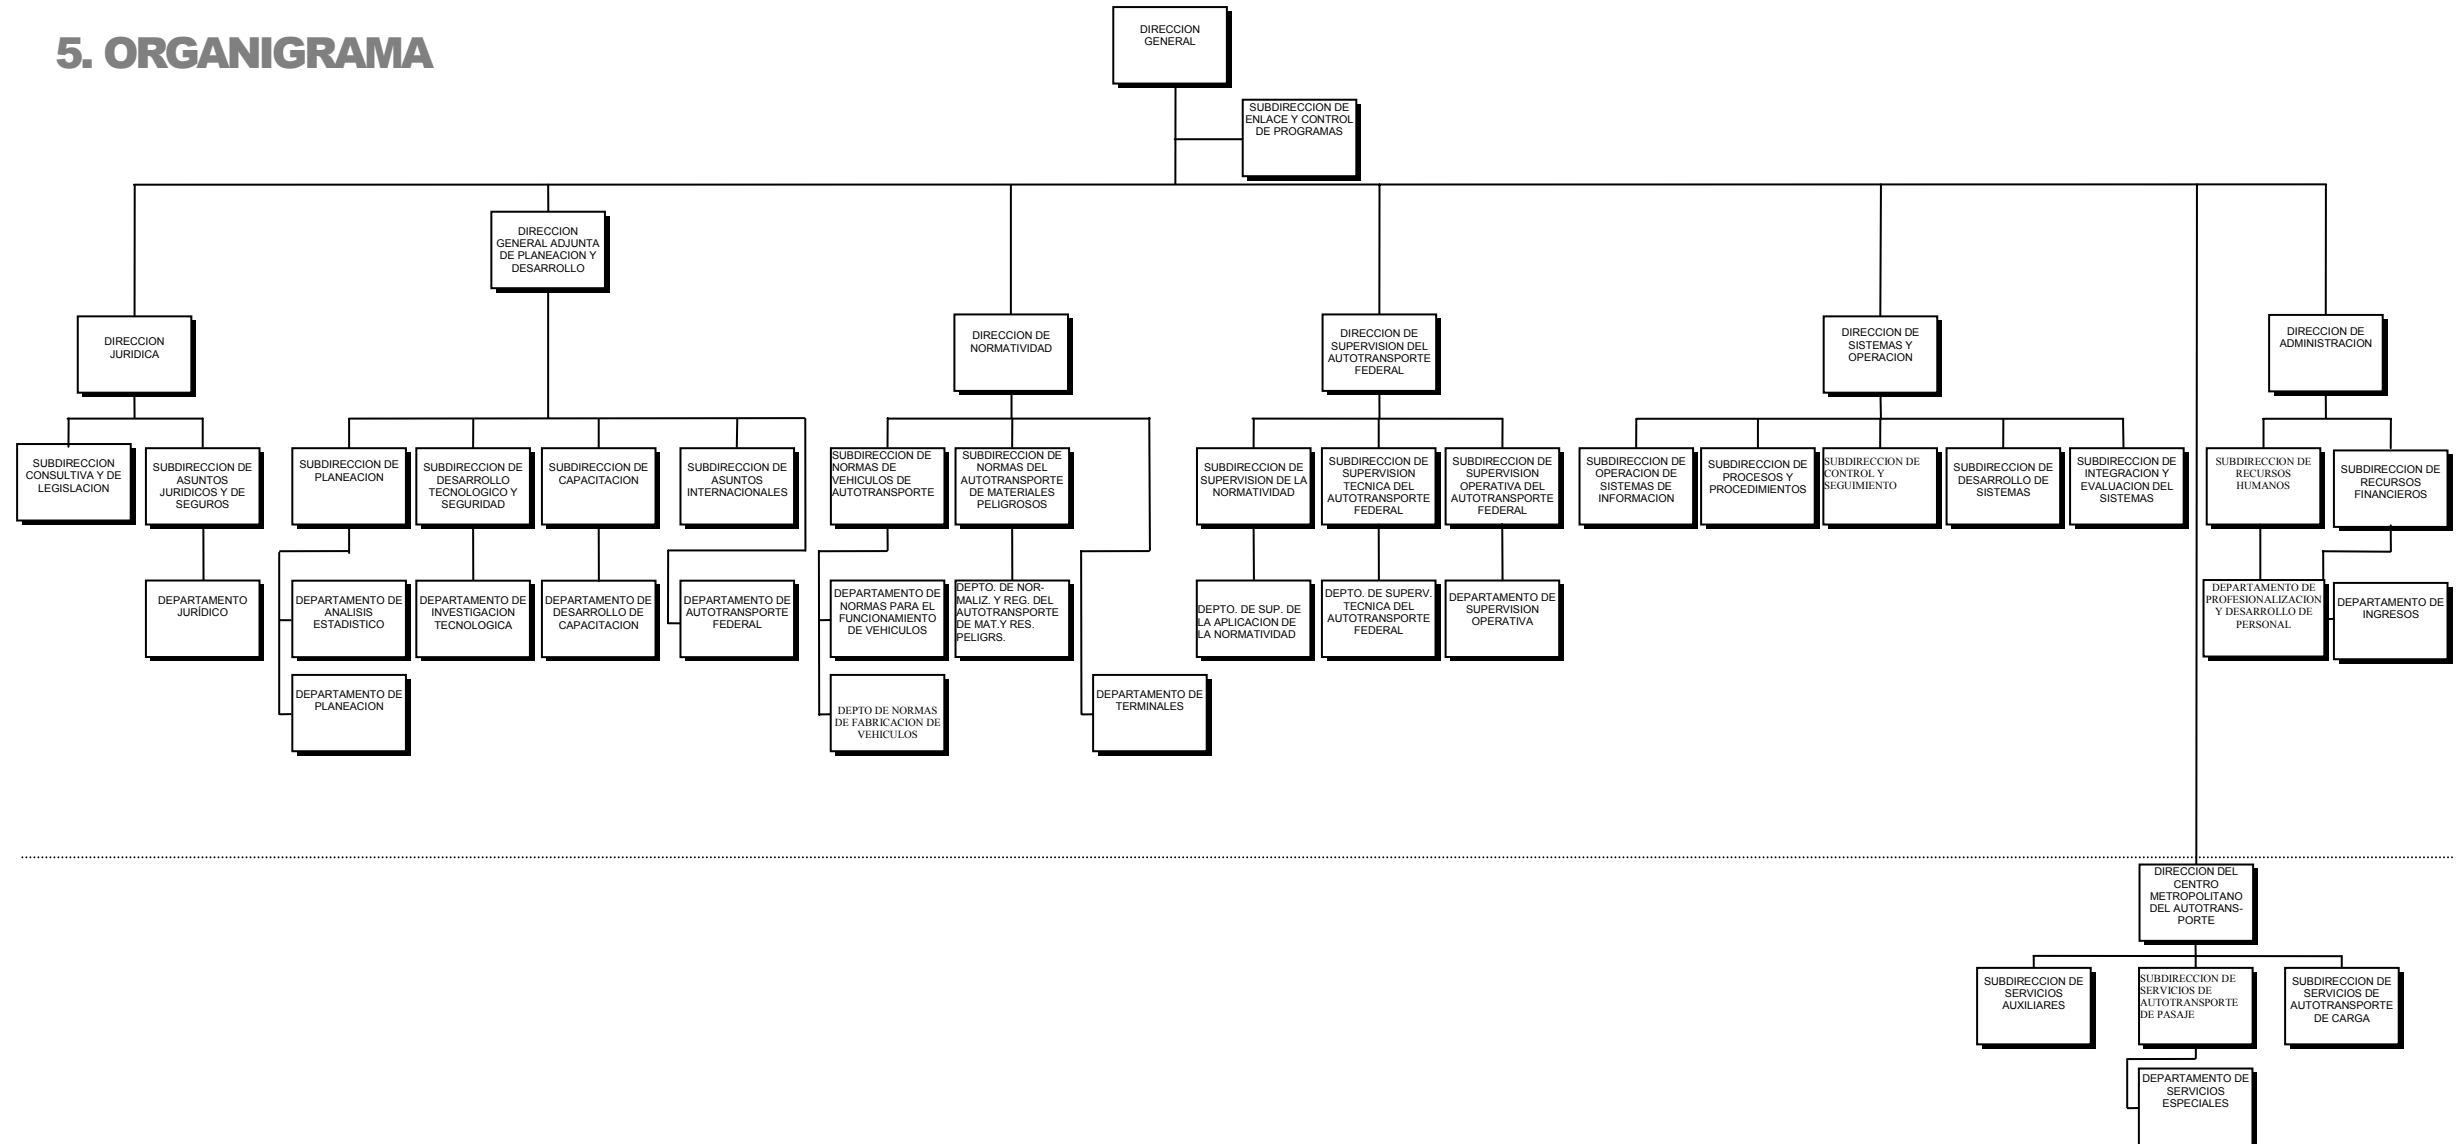 5. ORGANIGRAMA
DIRECCION
GENERAL
SUBDIRECCION DE
ENLACE Y CONTROL
DE PROGRAMAS
DIRECCION
GENERAL ADJUNTA
DE PLANEACION Y
DESARROLLO
DIRECCION
JURIDICA
DIRECCION DE
NORMATIVIDAD
DIRECCION DE
SUPERVISION DEL
AUTOTRANSPORTE
FEDERAL
DIRECCION DE
SISTEMAS Y
OPERACION
DIRECCION DE
ADMINISTRACION
SUBDIRECCION
CONSULTIVA Y DE
LEGISLACION
SUBDIRECCION DE
ASUNTOS
JURIDICOS Y DE
SEGUROS
SUBDIRECCION DE
PLANEACION
SUBDIRECCION DE
DESARROLLO
TECNOLOGICO Y
SEGURIDAD
SUBDIRECCION DE
CAPACITACION
SUBDIRECCION DE
ASUNTOS
INTERNACIONALES
SUBDIRECCION DE
NORMAS DE
VEHICULOS DE
AUTOTRANSPORTE
SUBDIRECCION DE
NORMAS DEL
AUTOTRANSPORTE
DE MATERIALES
PELIGROSOS
SUBDIRECCION DE
SUPERVISION DE LA
NORMATIVIDAD
SUBDIRECCION DE
SUPERVISION
TECNICA DEL
AUTOTRANSPORTE
FEDERAL
SUBDIRECCION DE
SUPERVISION
OPERATIVA DEL
AUTOTRANSPORTE
FEDERAL
SUBDIRECCION DE
OPERACION DE
SISTEMAS DE
INFORMACION
SUBDIRECCION DE
PROCESOS Y
PROCEDIMIENTOS
SUBDIRECCION DE
CONTROL Y
SEGUIMIENTO
SUBDIRECCION DE
DESARROLLO DE
SISTEMAS
SUBDIRECCION DE
INTEGRACION Y
EVALUACION DEL
SISTEMAS
SUBDIRECCION DE
RECURSOS
HUMANOS
SUBDIRECCION DE
RECURSOS
FINANCIEROS
DEPARTAMENTO
JURÍDICO
DEPARTAMENTO DE
ANALISIS
ESTADISTICO
DEPARTAMENTO DE
INVESTIGACION
TECNOLOGICA
DEPARTAMENTO DE
DESARROLLO DE
CAPACITACION
DEPARTAMENTO DE
AUTOTRANSPORTE
FEDERAL
DEPARTAMENTO DE
NORMAS PARA EL
FUNCIONAMIENTO
DE VEHICULOS
DEPTO. DE NOR-
MALIZ. Y REG. DEL
AUTOTRANSPORTE
DE MAT.Y RES.
PELIGRS.
DEPTO. DE SUP. DE
LA APLICACION DE
LA NORMATIVIDAD
DEPTO. DE SUPERV.
TECNICA DEL
AUTOTRANSPORTE
FEDERAL
DEPARTAMENTO DE
SUPERVISION
OPERATIVA
DEPARTAMENTO DE
PROFESIONALIZACION
Y DESARROLLO DE
PERSONAL
DEPARTAMENTO DE
INGRESOS
DEPARTAMENTO DE
PLANEACION
DEPTO DE NORMAS
DE FABRICACION DE
VEHICULOS
DEPARTAMENTO DE
TERMINALES
DIRECCION DEL
CENTRO
METROPOLITANO
DEL AUTOTRANS-
PORTE
SUBDIRECCION DE
SERVICIOS
AUXILIARES
SUBDIRECCION DE
SERVICIOS DE
AUTOTRANSPORTE
DE PASAJE
SUBDIRECCION DE
SERVICIOS DE
AUTOTRANSPORTE
DE CARGA
DEPARTAMENTO DE
SERVICIOS
ESPECIALES